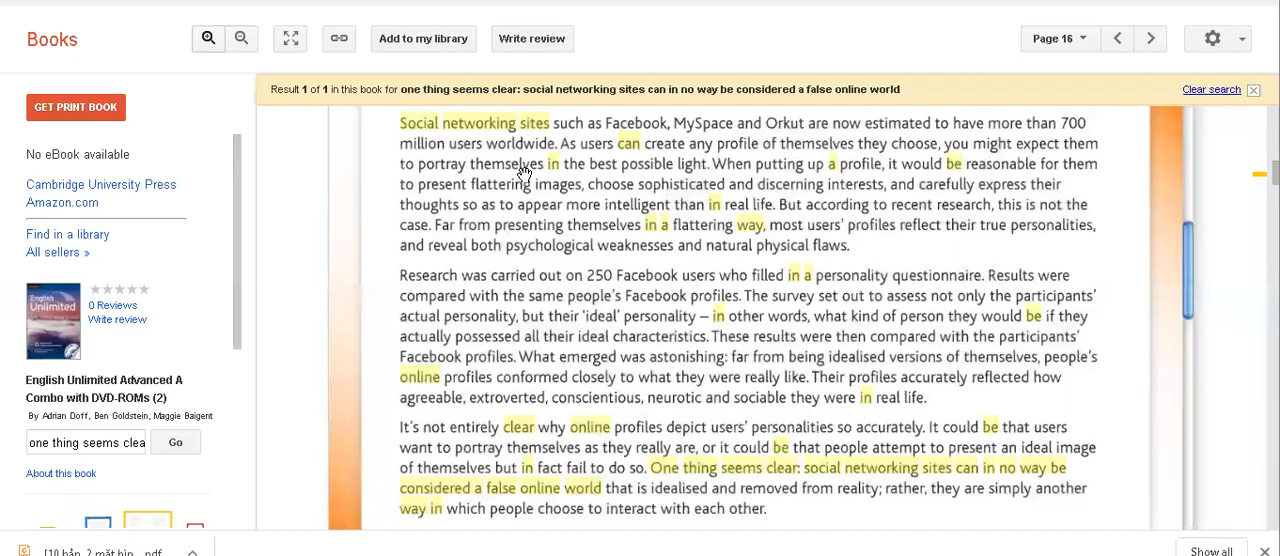 Books
Add to my library
Write review
Page 16
Result 1 of 1 in this book for one thing seems clear: social networking sites can in no way be considered a false online world
Clear search
GET PRINT BOOK
No eBook available
Cambridge University Press
Amazon.com
Find in a library
All sellers »
0 Reviews
Write review
English Unlimited
English Unlimited Advanced A
Combo with DVD-ROMs (2)
By Adrian Doff, Ben Goldstein, Maggie Baigent
one thing seems clea
Go
About this book
Social networking sites such as Facebook, MySpace and Orkut are now estimated to have more than 700
million users worldwide. As users can create any profile of themselves they choose, you might expect them
to portray themselves in the best possible light. When putting up a profile, it would be reasonable for them
to present flattering images, choose sophisticated and discerning interests, and carefully express their
thoughts so as to appear more intelligent than in real life. But according to recent research, this is not the
case. Far from presenting themselves in a flattering way, most users' profiles reflect their true personalities,
and reveal both psychological weaknesses and natural physical flaws.
Research was carried out on 250 Facebook users who filled in a personality questionnaire. Results were
compared with the same people's Facebook profiles. The survey set out to assess not only the participants'
actual personality, but their 'ideal' personality – in other words, what kind of person they would be if they
actually possessed all their ideal characteristics. These results were then compared with the participants'
Facebook profiles. What emerged was astonishing: far from being idealised versions of themselves, people's
online profiles conformed closely to what they were really like. Their profiles accurately reflected how
agreeable, extroverted, conscientious, neurotic and sociable they were in real life.
It's not entirely clear why online profiles depict users' personalities so accurately. It could be that users
want to portray themselves as they really are, or it could be that people attempt to present an ideal image
of themselves but in fact fail to do so. One thing seems clear: social networking sites can in no way be
considered a false online world that is idealised and removed from reality; rather, they are simply another
way in which people choose to interact with each other.
[10 bản, 2 mặt bìn....pdf
Show all